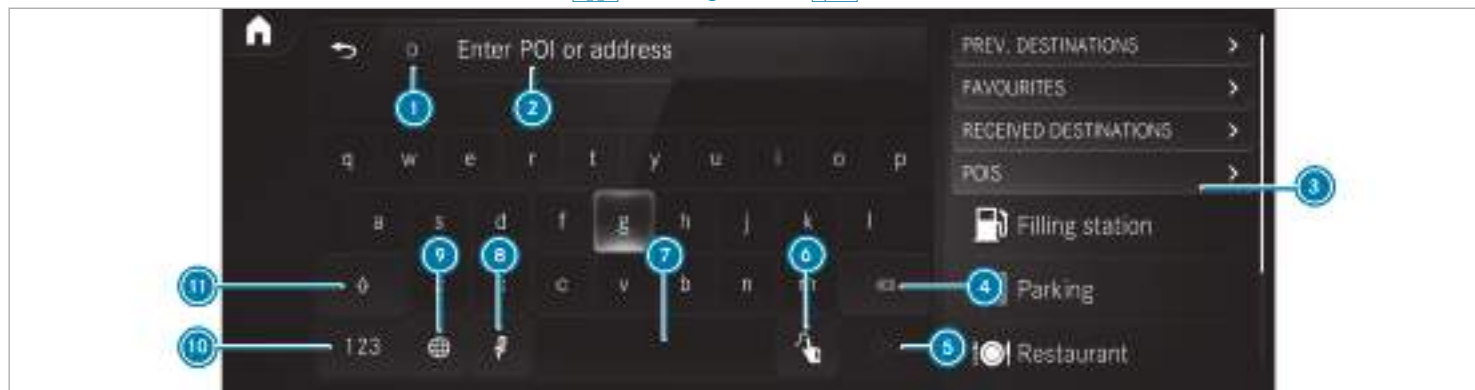 D Enter POI or address
PREV. DESTINATIONS
1 2
FAVOURITES
RECEIVED DESTINATIONS
q w e r t y u i o p
POIS
3
a s d f g h j k l
Filling station
9 8 7 6
11
c v b n m
4 Parking
10 123
5 Restaurant